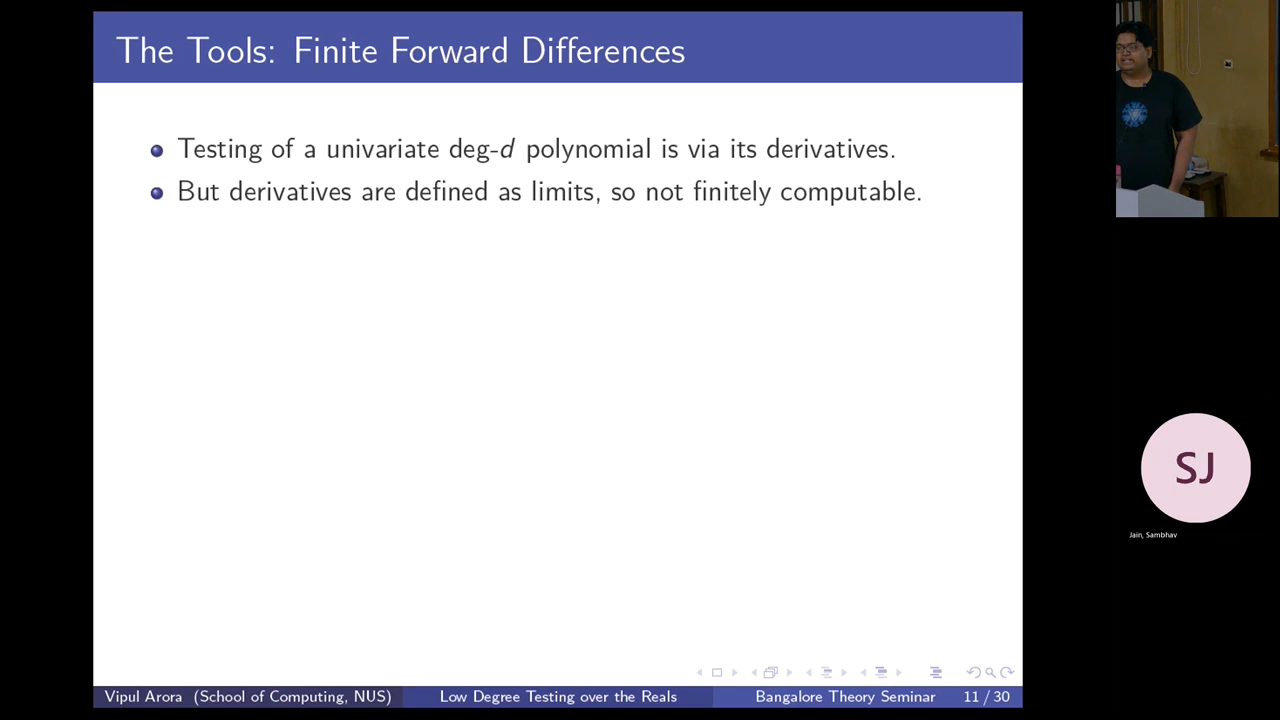 The Tools: Finite Forward Differences
Testing of a univariate deg-d polynomial is via its derivatives.
But derivatives are defined as limits, so not finitely computable.
SJ
Jain, Sambhav
Vipul Arora (School of Computing, NUS) Low Degree Testing over the Reals Bangalore Theory Seminar 11 / 30